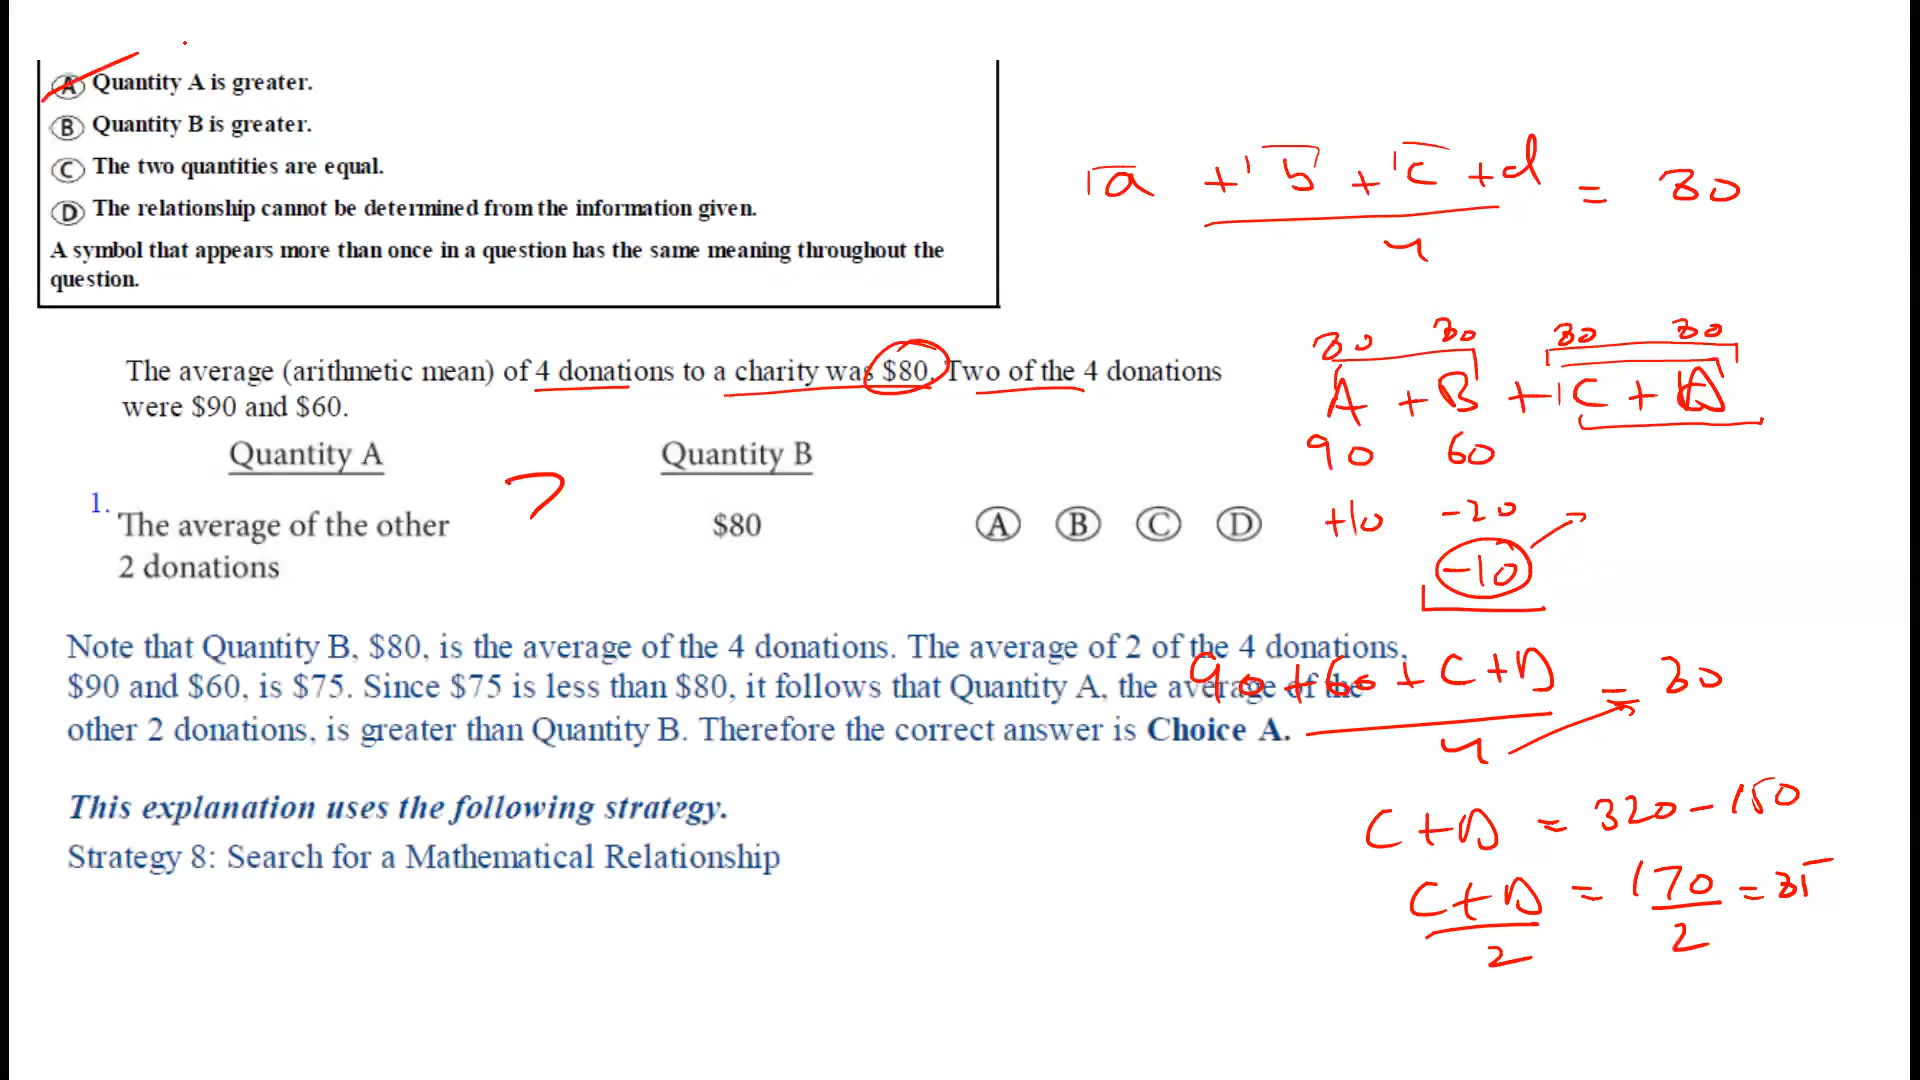 A Quantity A is greater.
B Quantity B is greater.
C The two quantities are equal.
D The relationship cannot be determined from the information given.
A symbol that appears more than once in a question has the same meaning throughout the
question.
The average (arithmetic mean) of 4 donations to a charity was $80. Two of the 4 donations
were $90 and $60.
Quantity A Quantity B
1. The average of the other
2 donations
$80 A B C D
Note that Quantity B, $80, is the average of the 4 donations. The average of 2 of the 4 donations,
$90 and $60, is $75. Since $75 is less than $80, it follows that Quantity A, the average of the
other 2 donations, is greater than Quantity B. Therefore the correct answer is Choice A.
This explanation uses the following strategy.
Strategy 8: Search for a Mathematical Relationship
a + b + c + d = 80
4
80 80 80 80
A + B + C + D
90 60
+10 -20
-10
90 + 60 + C + D = 80
4
C + D = 320 - 150
C + D = 170 = 85
2 2